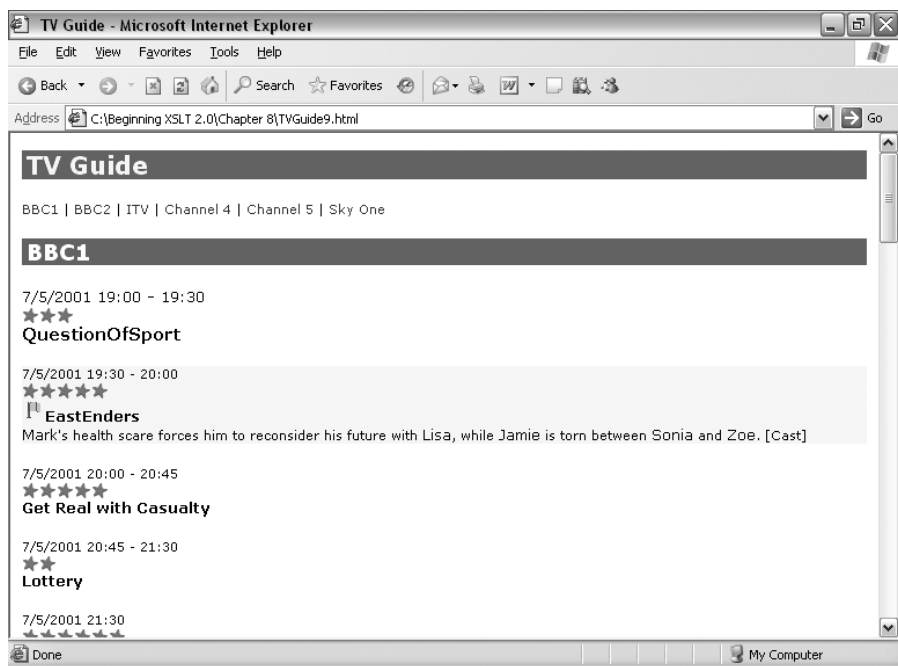 TV Guide - Microsoft Internet Explorer
File Edit View Favorites Tools Help
Back Search Favorites
Address C:\Beginning XSLT 2.0\Chapter 8\TVGuide9.html Go
TV Guide
BBC1 | BBC2 | ITV | Channel 4 | Channel 5 | Sky One
BBC1
7/5/2001 19:00 - 19:30
QuestionOfSport
7/5/2001 19:30 - 20:00
EastEnders
Mark's health scare forces him to reconsider his future with Lisa, while Jamie is torn between Sonia and Zoe. [Cast]
7/5/2001 20:00 - 20:45
Get Real with Casualty
7/5/2001 20:45 - 21:30
Lottery
7/5/2001 21:30
Done My Computer